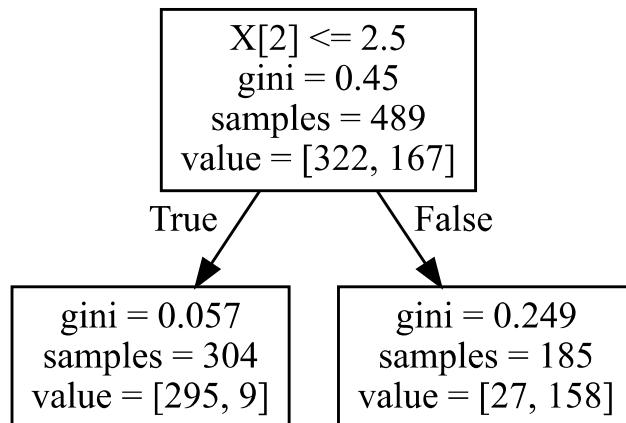 X[2] <= 2.5
gini = 0.45
samples = 489
value = [322, 167]
True
False
gini = 0.057
samples = 304
value = [295, 9]
gini = 0.249
samples = 185
value = [27, 158]